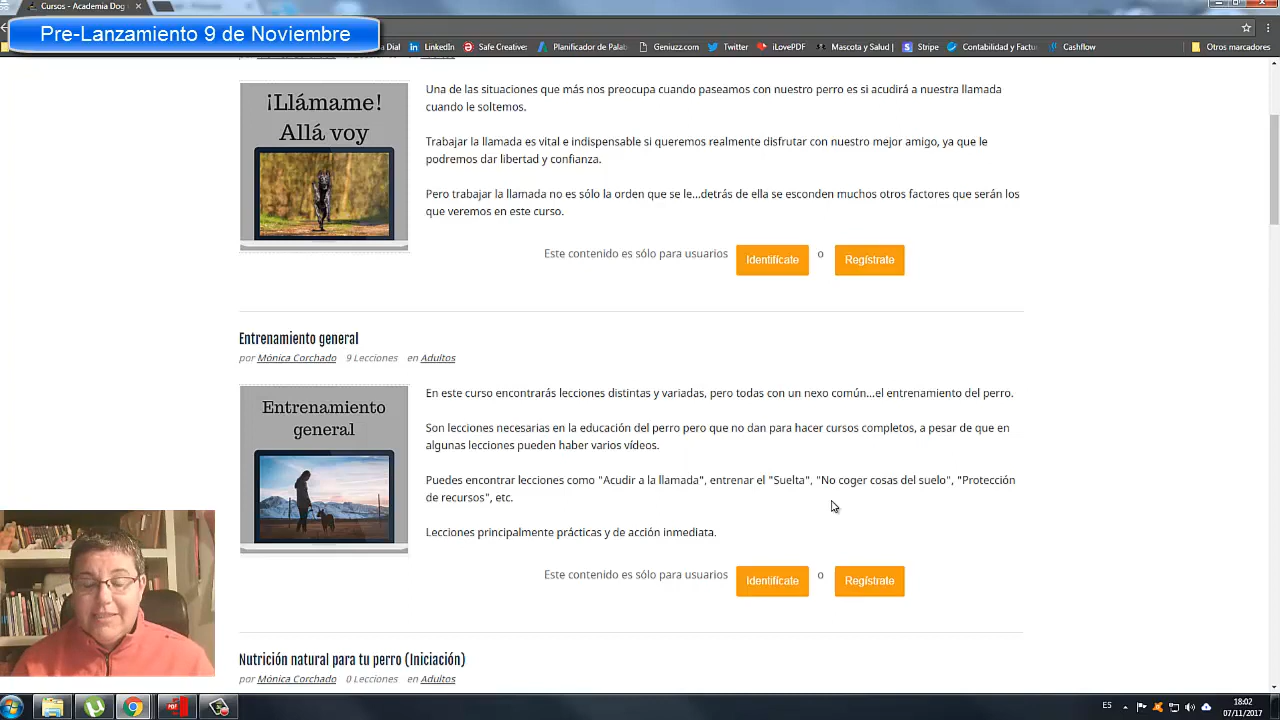 Cursos - Academia Dog
Pre-Lanzamiento 9 de Noviembre
Dial LinkedIn Safe Creative: Planificador de Palab Geniuzz.com Twitter iLovePDF Mascota y Salud | Stripe Contabilidad y Factu Cashflow Otros marcadores
¡Llámame!
Allá voy
Una de las situaciones que más nos preocupa cuando paseamos con nuestro perro es si acudirá a nuestra llamada
cuando le soltemos.
Trabajar la llamada es vital e indispensable si queremos realmente disfrutar con nuestro mejor amigo, ya que le
podremos dar libertad y confianza.
Pero trabajar la llamada no es sólo la orden que se le...detrás de ella se esconden muchos otros factores que serán los
que veremos en este curso.
Este contenido es sólo para usuarios Identifícate o Regístrate
Entrenamiento general
por Mónica Corchado 9 Lecciones en Adultos
Entrenamiento
general
En este curso encontrarás lecciones distintas y variadas, pero todas con un nexo común...el entrenamiento del perro.
Son lecciones necesarias en la educación del perro pero que no dan para hacer cursos completos, a pesar de que en
algunas lecciones pueden haber varios vídeos.
Puedes encontrar lecciones como "Acudir a la llamada", entrenar el "Suelta", "No coger cosas del suelo", "Protección
de recursos", etc.
Lecciones principalmente prácticas y de acción inmediata.
Este contenido es sólo para usuarios Identifícate o Regístrate
Nutrición natural para tu perro (Iniciación)
por Mónica Corchado 0 Lecciones en Adultos
ES 18:02
07/11/2017